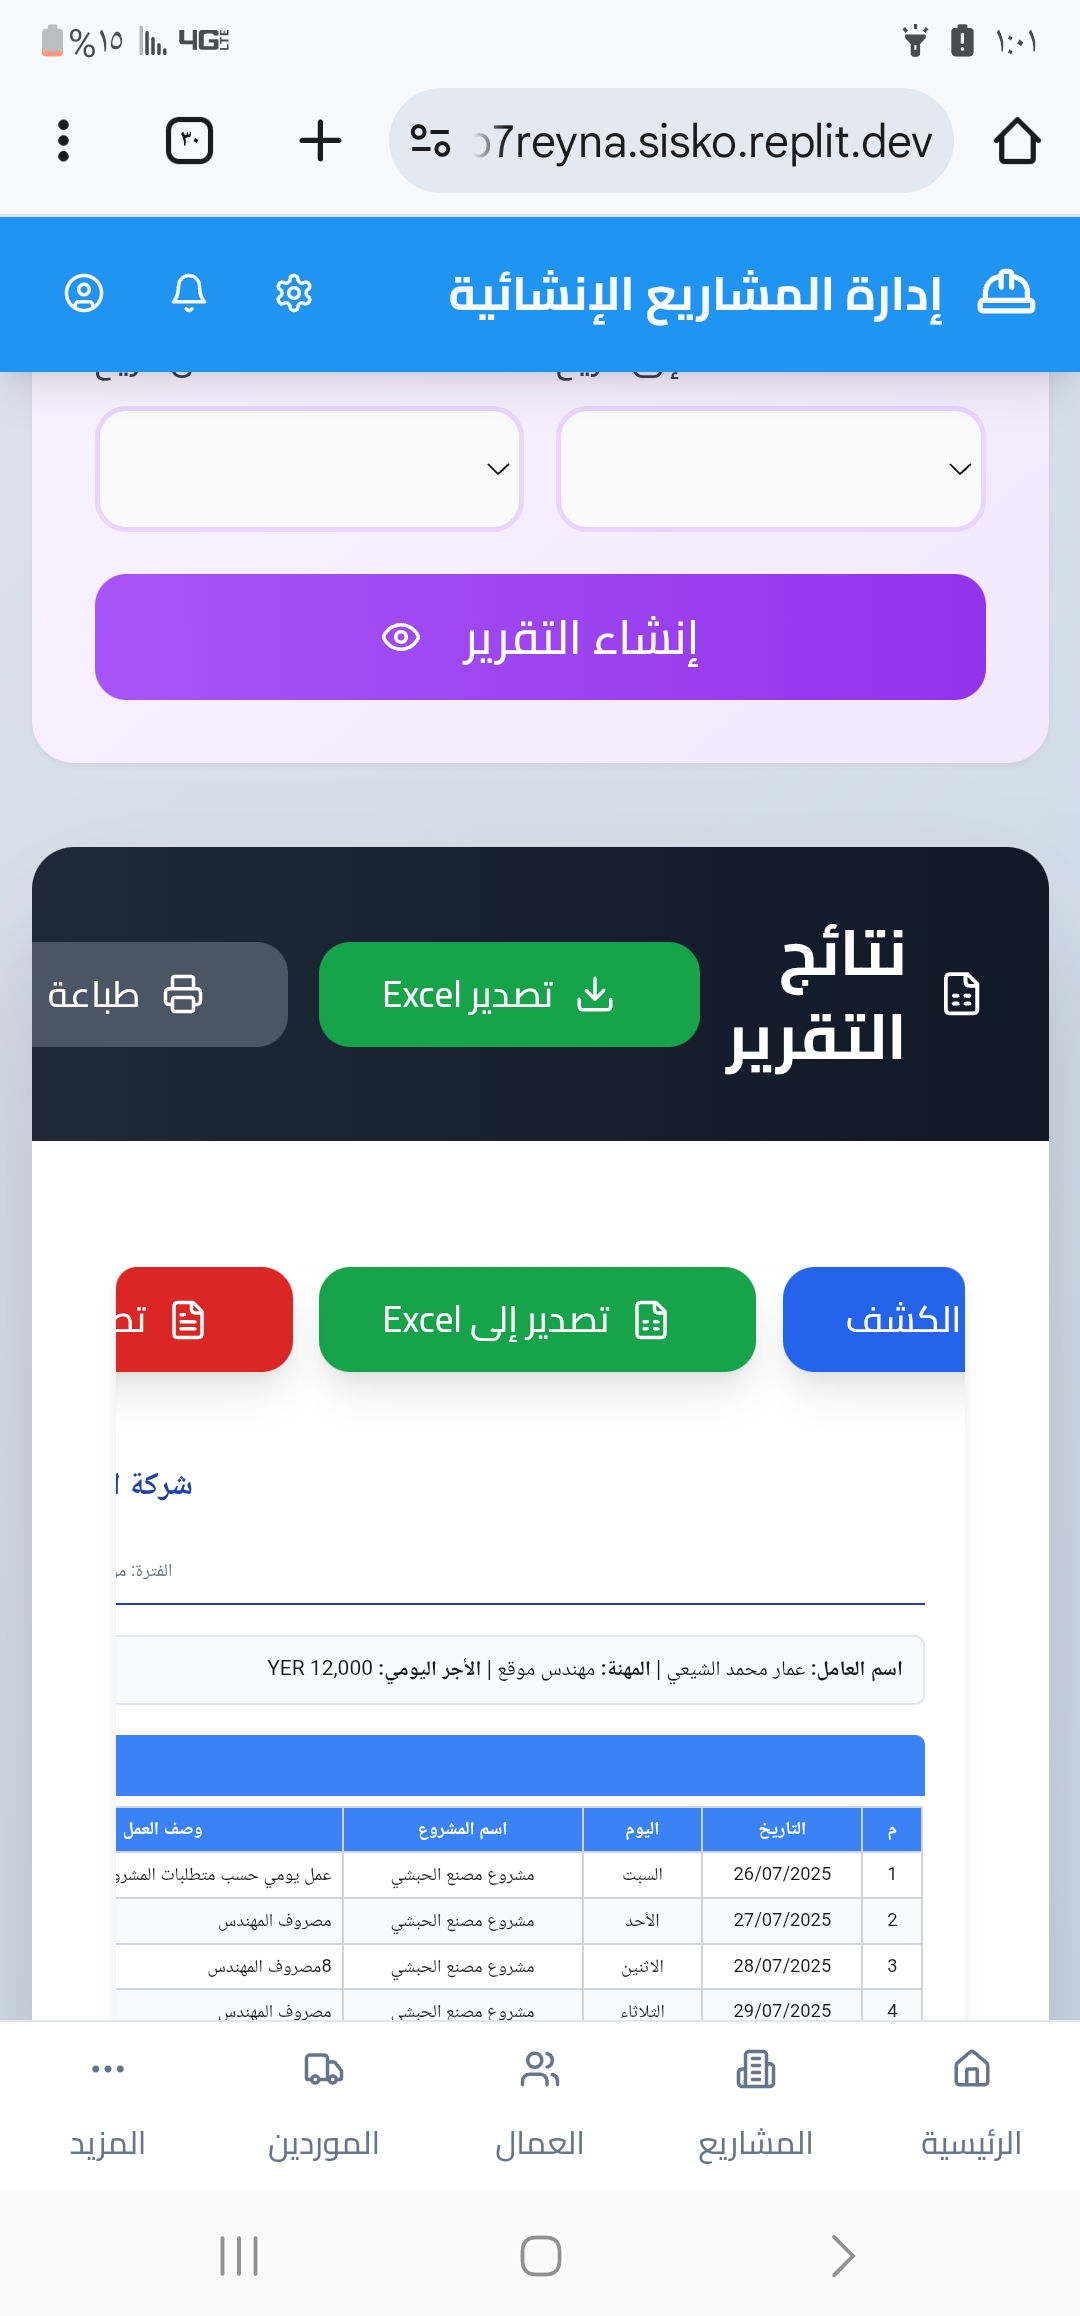 %١٥ 4G LTE ١:٠١
٣٠
7reyna.sisko.replit.dev
إدارة المشاريع الإنشائية
إنشاء التقرير
نتائج
التقرير
تصدير Excel
طباعة
الكشف
تصدير إلى Excel
شركة
الفترة:
اسم العامل: عمار محمد الشيعي | المهنة: مهندس موقع | الأجر اليومي: YER 12,000
م التاريخ اليوم اسم المشروع وصف العمل
1 26/07/2025 السبت مشروع مصنع الحبشي عمل يومي حسب متطلبات المشرو
2 27/07/2025 الأحد مشروع مصنع الحبشي مصروف المهندس
3 28/07/2025 الاثنين مشروع مصنع الحبشي 8مصروف المهندس
4 29/07/2025 الثلاثاء مشروع مصنع الحبشي مصروف المهندس
الرئيسية المشاريع العمال الموردين المزيد